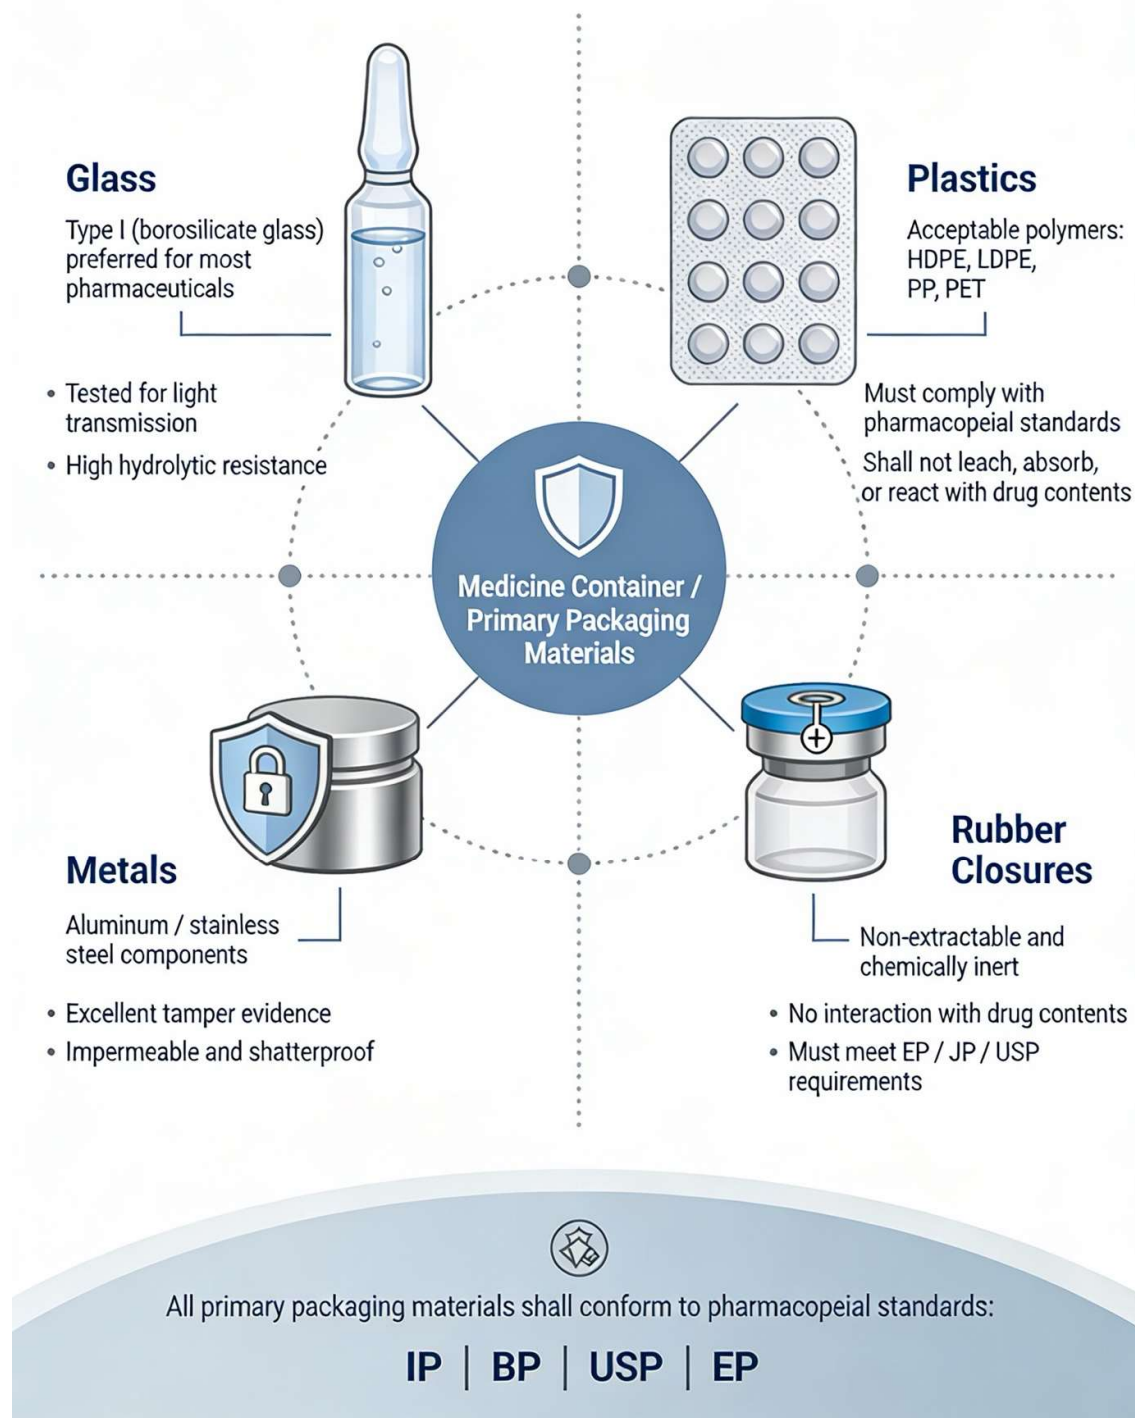 Glass
Type I (borosilicate glass)
preferred for most
pharmaceuticals
• Tested for light
transmission
• High hydrolytic resistance
Plastics
Acceptable polymers:
HDPE, LDPE,
PP, PET
Must comply with
pharmacopeial standards
Shall not leach, absorb,
or react with drug contents
Medicine Container /
Primary Packaging
Materials
Metals
Aluminum / stainless
steel components
• Excellent tamper evidence
• Impermeable and shatterproof
Rubber
Closures
Non-extractable and
chemically inert
• No interaction with drug contents
• Must meet EP / JP / USP
requirements
All primary packaging materials shall conform to pharmacopeial standards:
IP | BP | USP | EP